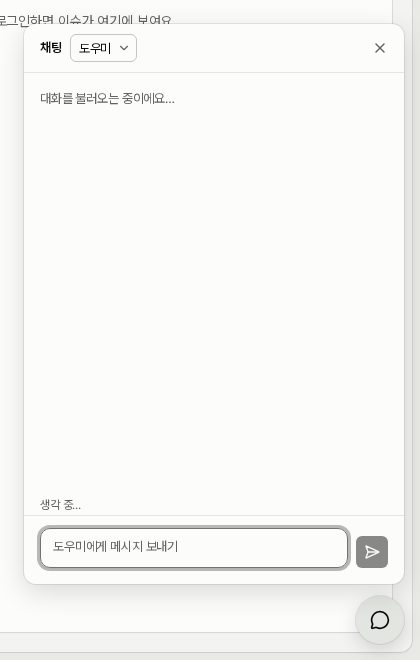 로그인하면 이슈가 여기에 보여요
채팅 도우미
대화를 불러오는 중이에요...
생각 중...
도우미에게 메시지 보내기